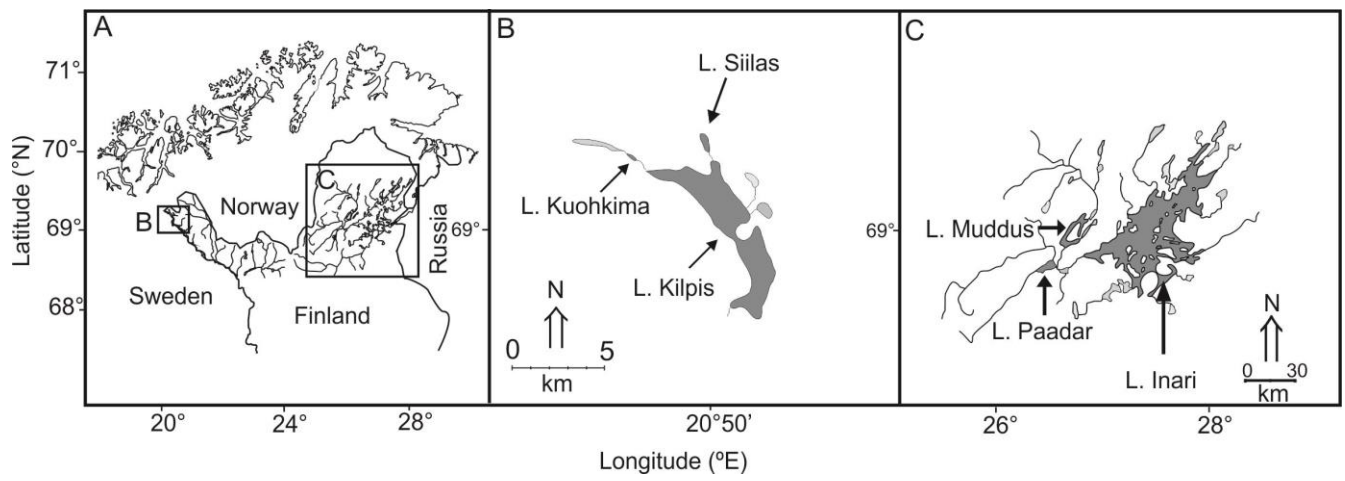 A
71°
70°
69°
68°
Latitude (°N)
B
C
Norway
Russia
Sweden
Finland
20°
24°
28°
B
L. Siilas
L. Kuohkima
L. Kilpis
N
0 5
km
69°
20°50'
Longitude (ºE)
C
L. Muddus
L. Paadar
L. Inari
N
0 30
km
69°
26°
28°